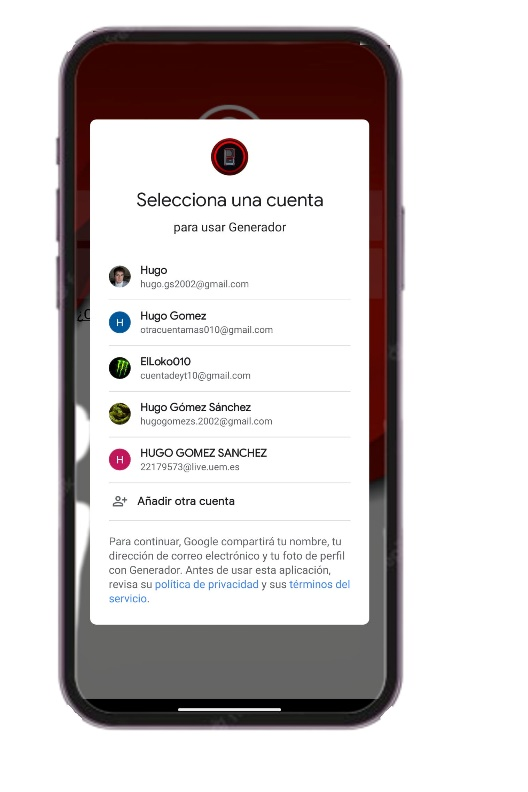 Selecciona una cuenta
para usar Generador
Hugo
hugo.gs2002@gmail.com
H
Hugo Gomez
otracuentamas010@gmail.com
ElLoko010
cuentadeyt10@gmail.com
Hugo Gómez Sánchez
hugogomezs.2002@gmail.com
H
HUGO GOMEZ SANCHEZ
22179573@live.uem.es
Añadir otra cuenta
Para continuar, Google compartirá tu nombre, tu
dirección de correo electrónico y tu foto de perfil
con Generador. Antes de usar esta aplicación,
revisa su política de privacidad y sus términos del
servicio.